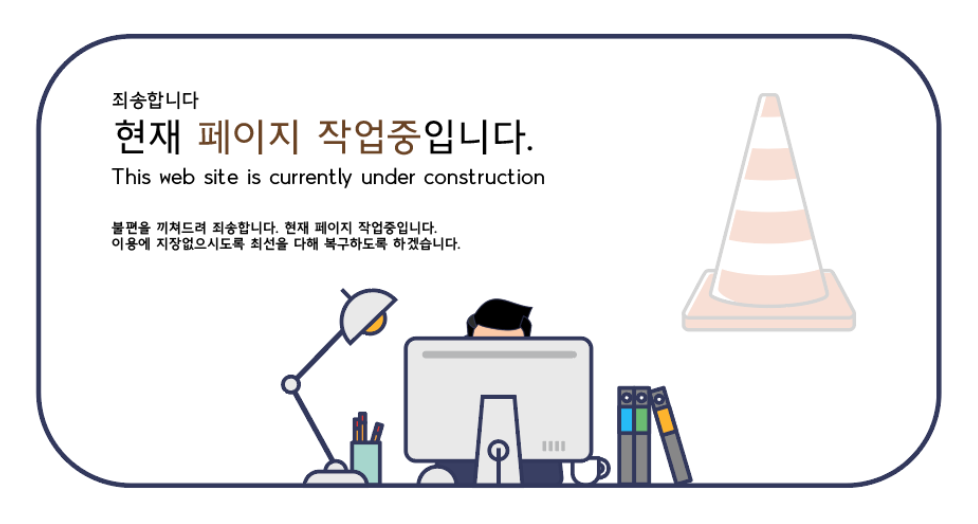 죄송합니다
현재 페이지 작업중입니다.
This web site is currently under construction
불편을 끼쳐드려 죄송합니다. 현재 페이지 작업중입니다.
이용에 지장없으시도록 최선을 다해 복구하도록 하겠습니다.